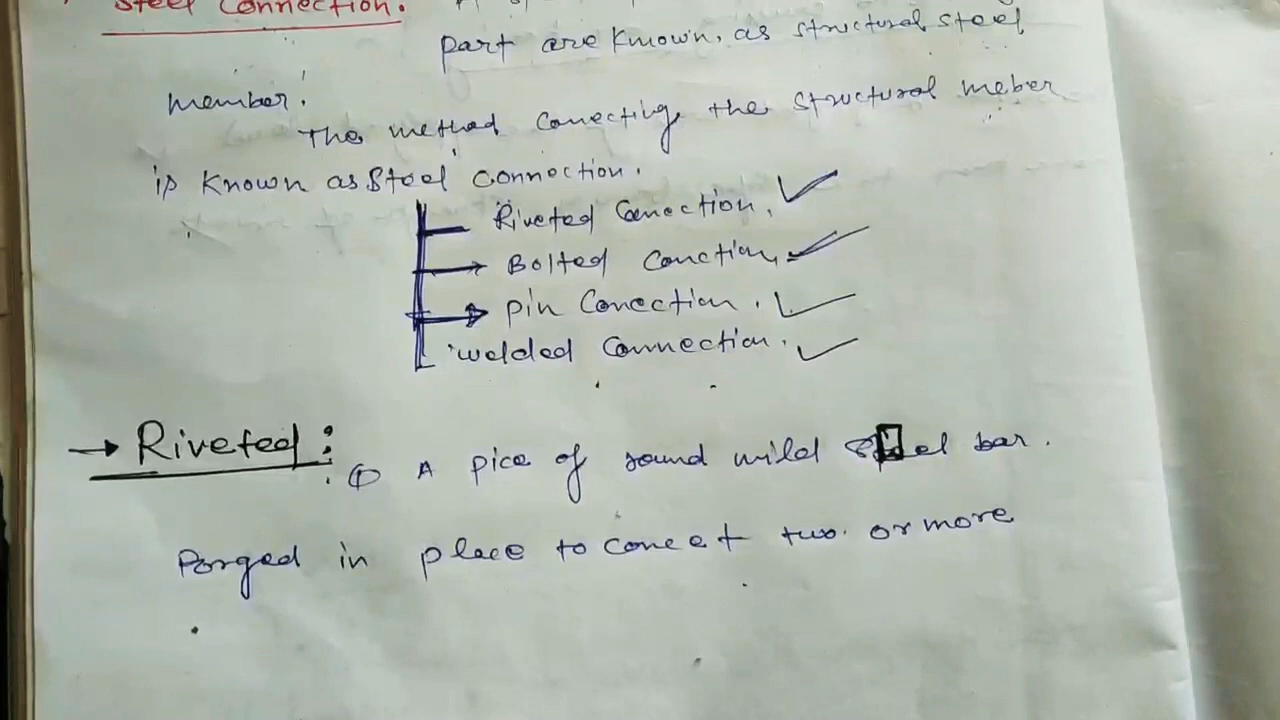 Steel Connection.
part are Known, as structural steel
member.
The method conecting the structural meber
is Known as Steel connection.
Riveted Conection.
Bolted Conction,
Pin Conection.
welded Connection.
→ Riveted :
① A pice of round mild bar.
Forged in place to conect two or more